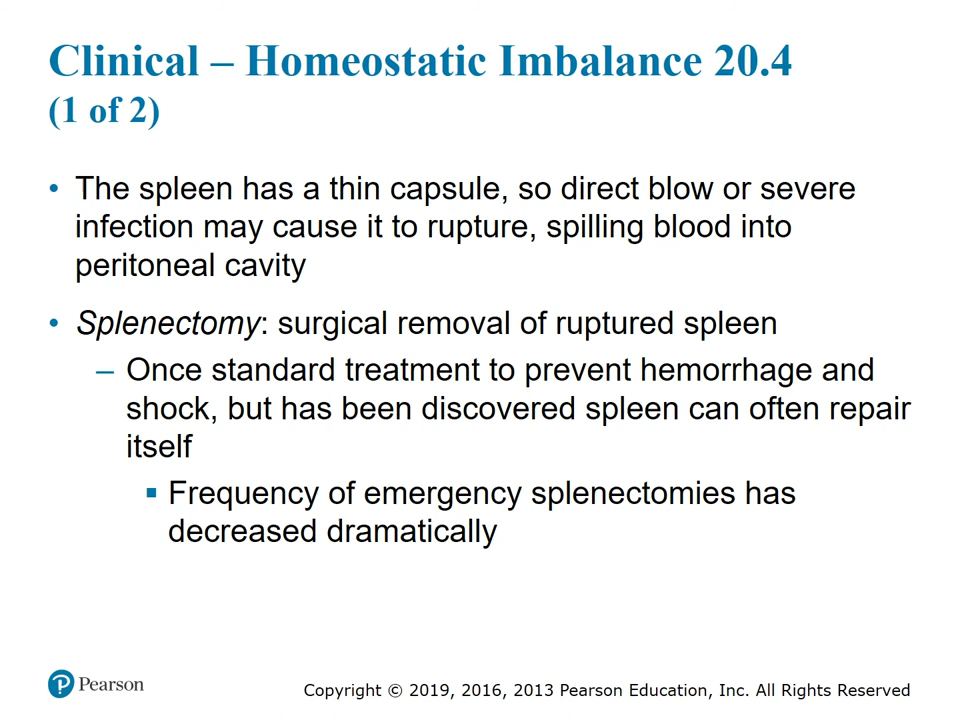 Clinical – Homeostatic Imbalance 20.4
(1 of 2)
• The spleen has a thin capsule, so direct blow or severe
infection may cause it to rupture, spilling blood into
peritoneal cavity
• Splenectomy: surgical removal of ruptured spleen
– Once standard treatment to prevent hemorrhage and
shock, but has been discovered spleen can often repair
itself
▪ Frequency of emergency splenectomies has
decreased dramatically
Pearson
Copyright © 2019, 2016, 2013 Pearson Education, Inc. All Rights Reserved